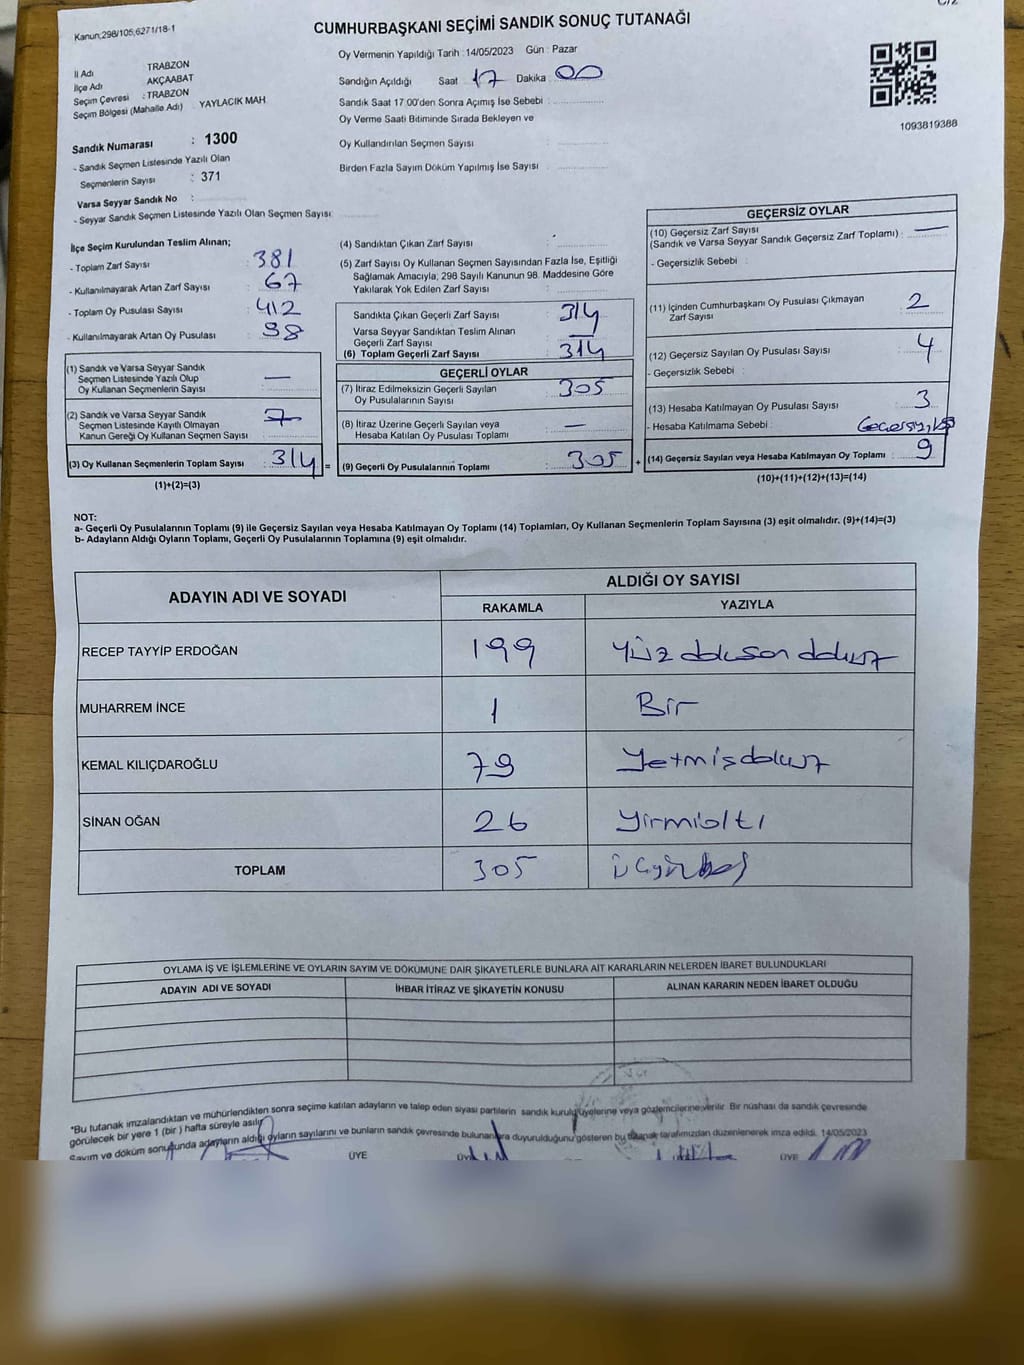 Kanun;298/105,6271/18-1
CUMHURBAŞKANI SEÇİMİ SANDIK SONUÇ TUTANAĞI
Oy Vermenin Yapıldığı Tarih :14/05/2023 Gün : Pazar
İl Adı TRABZON
İlçe Adı AKÇAABAT
Seçim Çevresi : TRABZON
Seçim Bölgesi (Mahalle Adı) YAYLACIK MAH
Sandık Numarası : 1300
- Sandık Seçmen Listesinde Yazılı Olan
Seçmenlerin Sayısı : 371
Varsa Seyyar Sandık No :
- Seyyar Sandık Seçmen Listesinde Yazılı Olan Seçmen Sayısı:
Sandığın Açıldığı Saat 17 Dakika 00
Sandık Saat 17:00'den Sonra Açımış İse Sebebi :
Oy Verme Saati Bitiminde Sırada Bekleyen ve
Oy Kullandırılan Seçmen Sayısı :
Birden Fazla Sayım Döküm Yapılmış İse Sayısı :
1093819388
İlçe Seçim Kurulundan Teslim Alınan;
- Toplam Zarf Sayısı : 381
- Kullanılmayarak Artan Zarf Sayısı : 67
- Toplam Oy Pusulası Sayısı : 412
- Kullanılmayarak Artan Oy Pusulası : 98
(1) Sandık ve Varsa Seyyar Sandık
Seçmen Listesinde Yazılı Olup
Oy Kullanan Seçmenlerin Sayısı : —
(2) Sandık ve Varsa Seyyar Sandık
Seçmen Listesinde Kayıtlı Olmayan
Kanun Gereği Oy Kullanan Seçmen Sayısı : 7
(3) Oy Kullanan Seçmenlerin Toplam Sayısı : 314 =
(1)+(2)=(3)
(4) Sandıktan Çıkan Zarf Sayısı :
(5) Zarf Sayısı Oy Kullanan Seçmen Sayısından Fazla İse, Eşitliği
Sağlamak Amacıyla, 298 Sayılı Kanunun 98. Maddesine Göre
Yakılarak Yok Edilen Zarf Sayısı :
Sandıkta Çıkan Geçerli Zarf Sayısı : 314
Varsa Seyyar Sandıktan Teslim Alınan
Geçerli Zarf Sayısı : —
(6) Toplam Geçerli Zarf Sayısı : 314
GEÇERLİ OYLAR
(7) İtiraz Edilmeksizin Geçerli Sayılan
Oy Pusulalarının Sayısı : 305
(8) İtiraz Üzerine Geçerli Sayılan veya
Hesaba Katılan Oy Pusulası Toplamı : —
(9) Geçerli Oy Pusulalarının Toplamı : 305 +
GEÇERSİZ OYLAR
(10) Geçersiz Zarf Sayısı
(Sandık ve Varsa Seyyar Sandık Geçersiz Zarf Toplamı) : —
- Geçersizlik Sebebi :
(11) İçinden Cumhurbaşkanı Oy Pusulası Çıkmayan
Zarf Sayısı : 2
(12) Geçersiz Sayılan Oy Pusulası Sayısı : 4
- Geçersizlik Sebebi :
(13) Hesaba Katılmayan Oy Pusulası Sayısı : 3
- Hesaba Katılmama Sebebi :
(14) Geçersiz Sayılan veya Hesaba Katılmayan Oy Toplamı : 9
(10)+(11)+(12)+(13)=(14)
NOT:
a- Geçerli Oy Pusulalarının Toplamı (9) ile Geçersiz Sayılan veya Hesaba Katılmayan Oy Toplamı (14) Toplamları, Oy Kullanan Seçmenlerin Toplam Sayısına (3) eşit olmalıdır. (9)+(14)=(3)
b- Adayların Aldığı Oyların Toplamı, Geçerli Oy Pusulalarının Toplamına (9) eşit olmalıdır.
ADAYIN ADI VE SOYADI
ALDIĞI OY SAYISI
RAKAMLA YAZIYLA
RECEP TAYYİP ERDOĞAN 199 Yüz doksan dokuz
MUHARREM İNCE 1 Bir
KEMAL KILIÇDAROĞLU 79 Yetmişdokuz
SİNAN OĞAN 26 Yirmialtı
TOPLAM 305 üçyüzbeş
OYLAMA İŞ VE İŞLEMLERİNE VE OYLARIN SAYIM VE DÖKÜMÜNE DAİR ŞİKAYETLERLE BUNLARA AİT KARARLARIN NELERDEN İBARET BULUNDUKLARI
ADAYIN ADI VE SOYADI İHBAR İTİRAZ VE ŞİKAYETİN KONUSU ALINAN KARARIN NEDEN İBARET OLDUĞU
*Bu tutanak imzalandıktan ve mühürlendikten sonra seçime katılan adayların ve talep eden siyasi partilerin sandık kurulu üyelerine veya gözlemcilerine verilir. Bir nüshası da sandık çevresinde
görülecek bir yere 1 (bir ) hafta süreyle asılır.
Sayım ve döküm sonucunda adayların aldığı oyların sayılarını ve bunların sandık çevresinde bulunanlara duyurulduğunu gösteren bu tutanak tarafımızdan düzenlenerek imza edildi. 14/05/2023
ÜYE ÜYE ÜYE